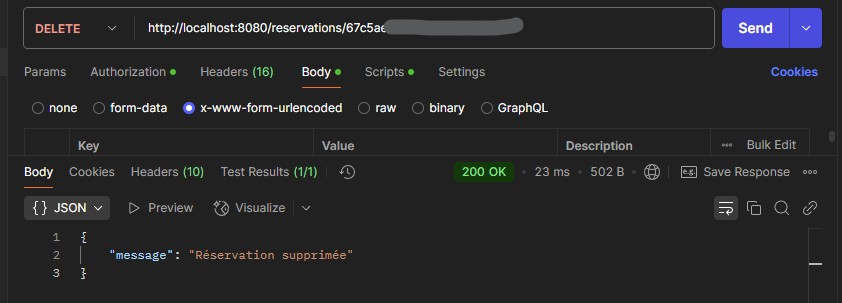 DELETE http://localhost:8080/reservations/67c5ae Send
Params Authorization Headers (16) Body Scripts Settings Cookies
none form-data x-www-form-urlencoded raw binary GraphQL
Key Value Description Bulk Edit
Body Cookies Headers (10) Test Results (1/1) 200 OK 23 ms 502 B e.g. Save Response
{} JSON Preview Visualize
1 {
2 "message": "Réservation supprimée"
3 }